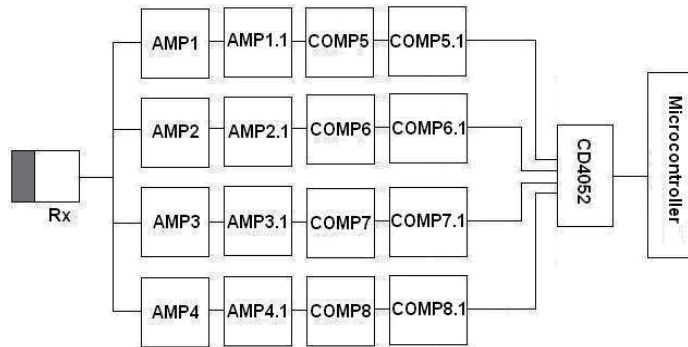 AMP1 AMP1.1 COMP5 COMP5.1
AMP2 AMP2.1 COMP6 COMP6.1
Rx
AMP3 AMP3.1 COMP7 COMP7.1
AMP4 AMP4.1 COMP8 COMP8.1
CD4052
Microcontroller